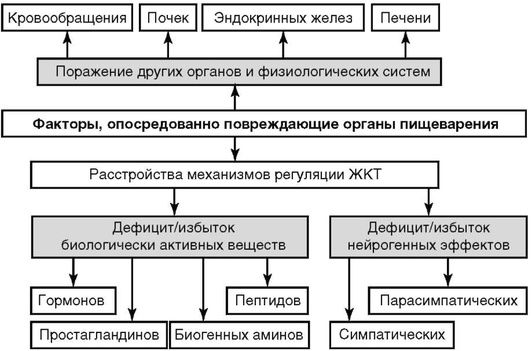 Кровообращения
Почек
Эндокринных желез
Печени
Поражение других органов и физиологических систем
Факторы, опосредованно повреждающие органы пищеварения
Расстройства механизмов регуляции ЖКТ
Дефицит/избыток
биологически активных веществ
Дефицит/избыток
нейрогенных эффектов
Гормонов
Пептидов
Парасимпатических
Простагландинов
Биогенных аминов
Симпатических